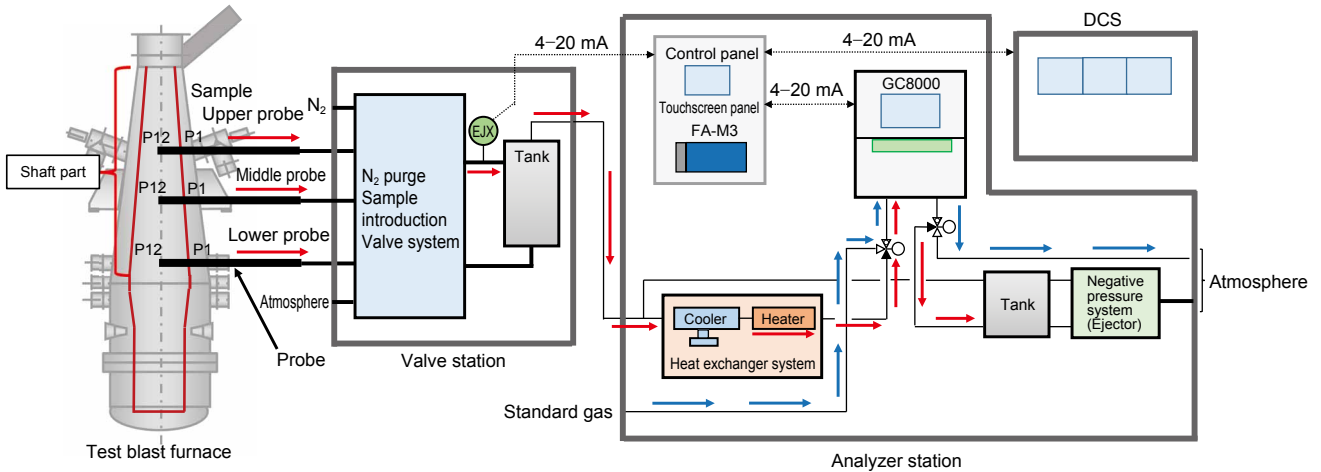 Sample
Upper probe
P12
P1
Shaft part
Middle probe
P12
P1
Lower probe
P12
P1
Probe
Test blast furnace
N₂
N₂ purge
Sample
introduction
Valve system
Atmosphere
EJX
Tank
Valve station
4–20 mA
Control panel
Touchscreen panel
FA-M3
4–20 mA
4–20 mA
GC8000
DCS
Cooler
Heater
Heat exchanger system
Standard gas
Tank
Negative
pressure
system
(Ejector)
Atmosphere
Analyzer station